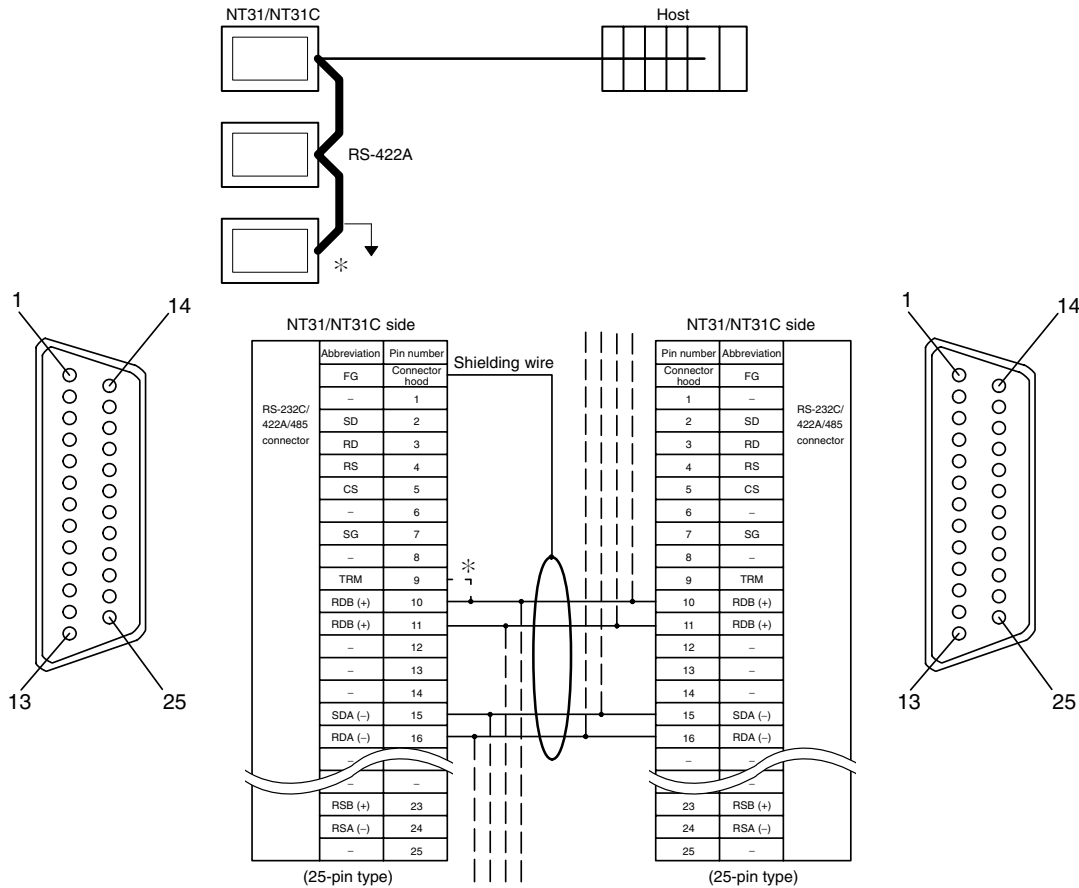 NT31/NT31C
Host
RS-422A
*
1
14
13
25
NT31/NT31C side
RS-232C/
422A/485
connector
Abbreviation Pin number
FG Connector hood
– 1
SD 2
RD 3
RS 4
CS 5
– 6
SG 7
– 8
TRM 9
RDB (+) 10
RDB (+) 11
– 12
– 13
– 14
SDA (–) 15
RDA (–) 16
–
– –
RSB (+) 23
RSA (–) 24
– 25
(25-pin type)
Shielding wire
*
NT31/NT31C side
Pin number Abbreviation
Connector hood FG
1 –
2 SD
3 RD
4 RS
5 CS
6 –
7 SG
8 –
9 TRM
10 RDB (+)
11 RDB (+)
12 –
13 –
14 –
15 SDA (–)
16 RDA (–)
– –
–
23 RSB (+)
24 RSA (–)
25 –
RS-232C/
422A/485
connector
(25-pin type)
1
14
13
25